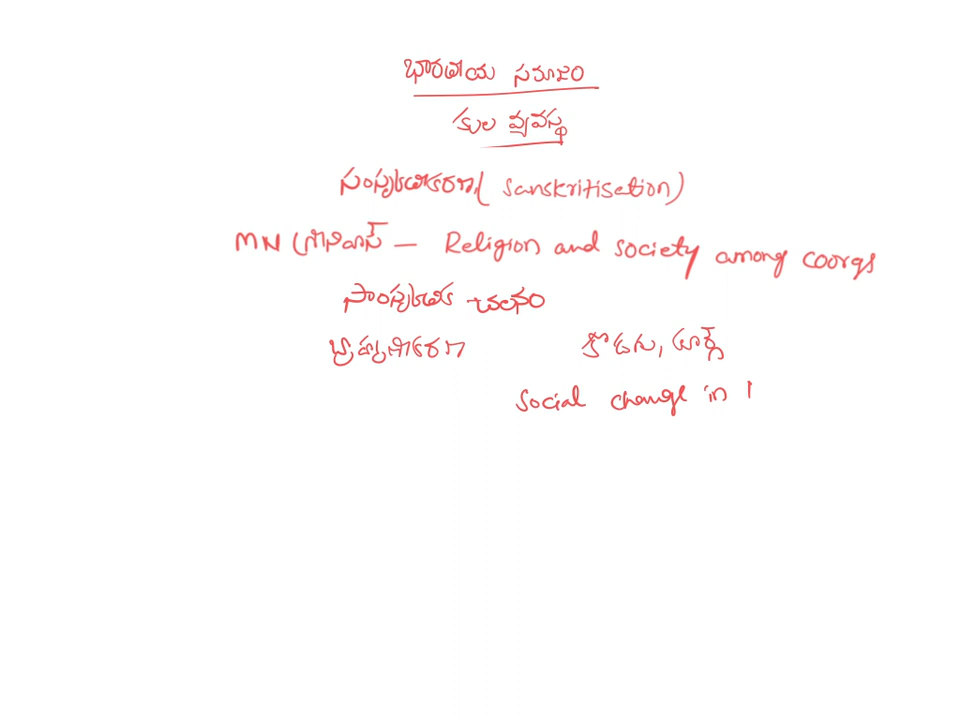 భారతీయ సమాజం
కుల వ్యవస్థ
సంస్కృతీకరణ (Sanskritisation)
MN శ్రీనివాస్ — Religion and society among coorgs
సాంస్కృతిక చలనం
బ్రాహ్మణీకరణ కొడగు, కూర్గ్
Social change in I